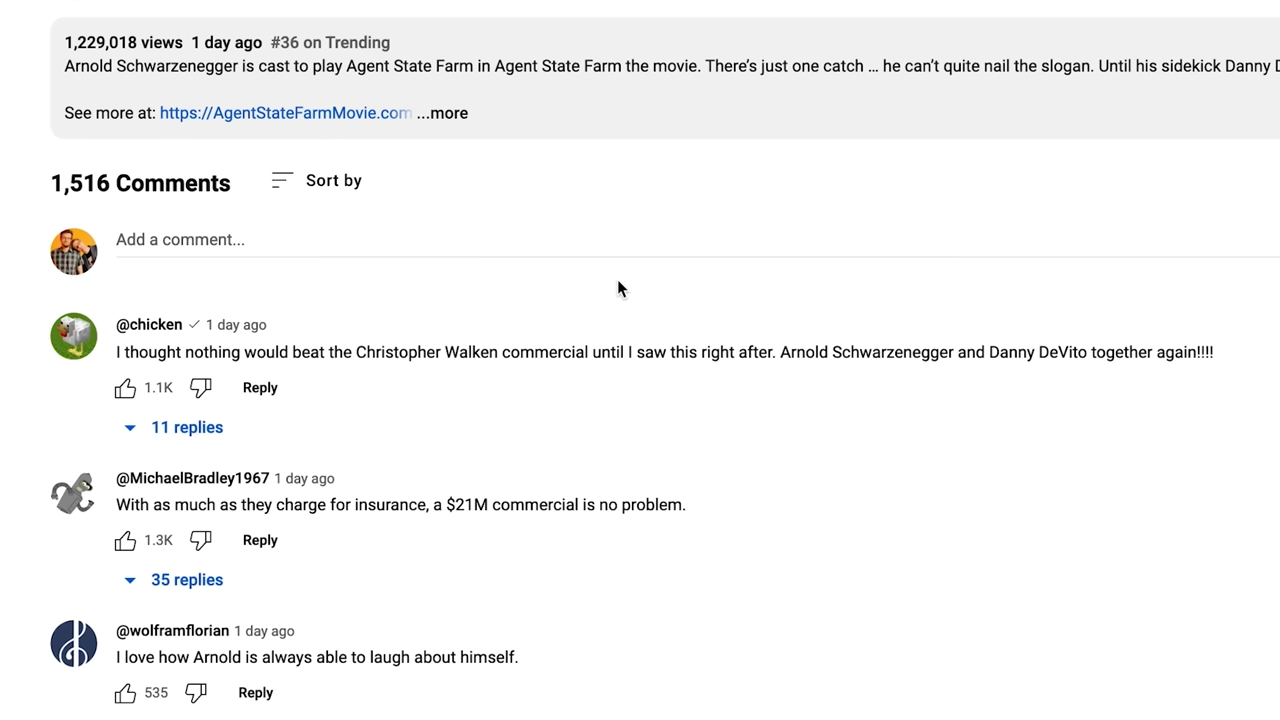 1,229,018 views 1 day ago #36 on Trending
Arnold Schwarzenegger is cast to play Agent State Farm in Agent State Farm the movie. There’s just one catch … he can’t quite nail the slogan. Until his sidekick Danny D
See more at: https://AgentStateFarmMovie.com ...more
1,516 Comments Sort by
Add a comment...
@chicken 1 day ago
I thought nothing would beat the Christopher Walken commercial until I saw this right after. Arnold Schwarzenegger and Danny DeVito together again!!!!
1.1K Reply
11 replies
@MichaelBradley1967 1 day ago
With as much as they charge for insurance, a $21M commercial is no problem.
1.3K Reply
35 replies
@wolframflorian 1 day ago
I love how Arnold is always able to laugh about himself.
535 Reply